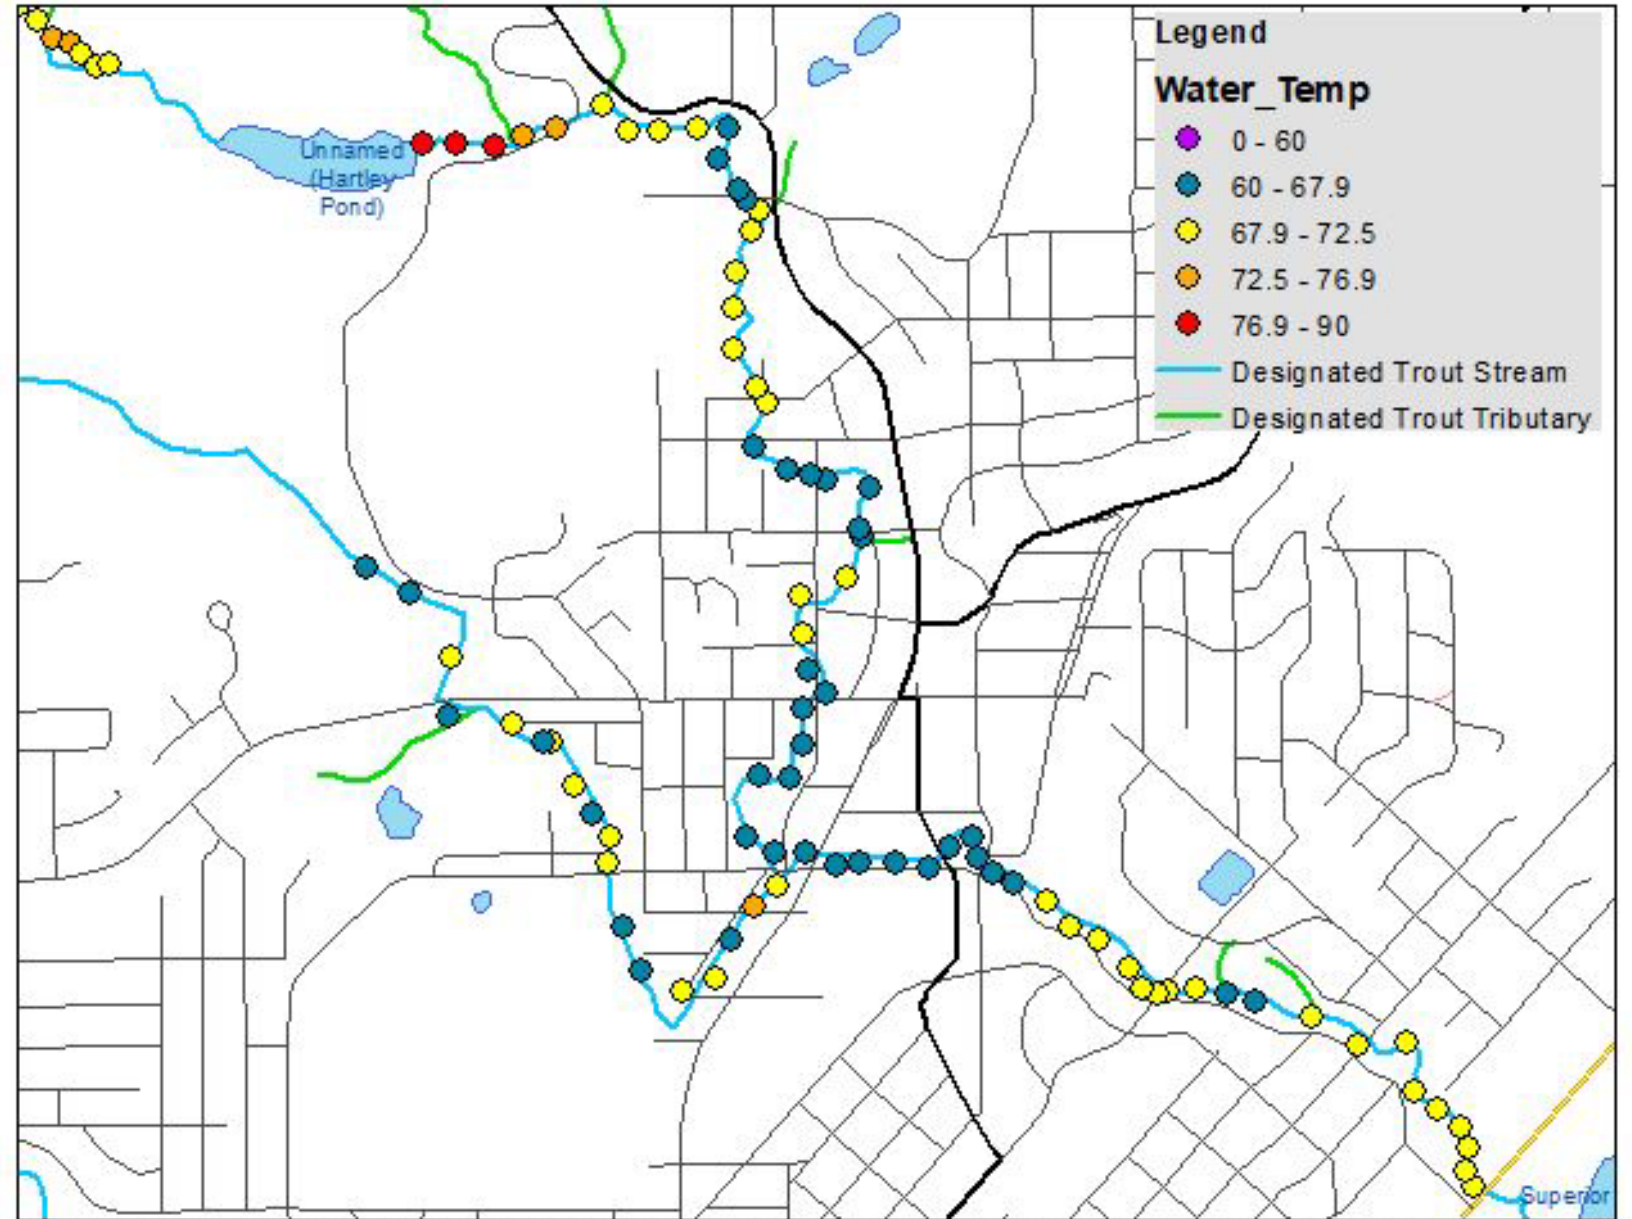 Legend
Water_Temp
0 - 60
60 - 67.9
67.9 - 72.5
72.5 - 76.9
76.9 - 90
Designated Trout Stream
Designated Trout Tributary
Unnamed
(Hartley
Pond)
Superior